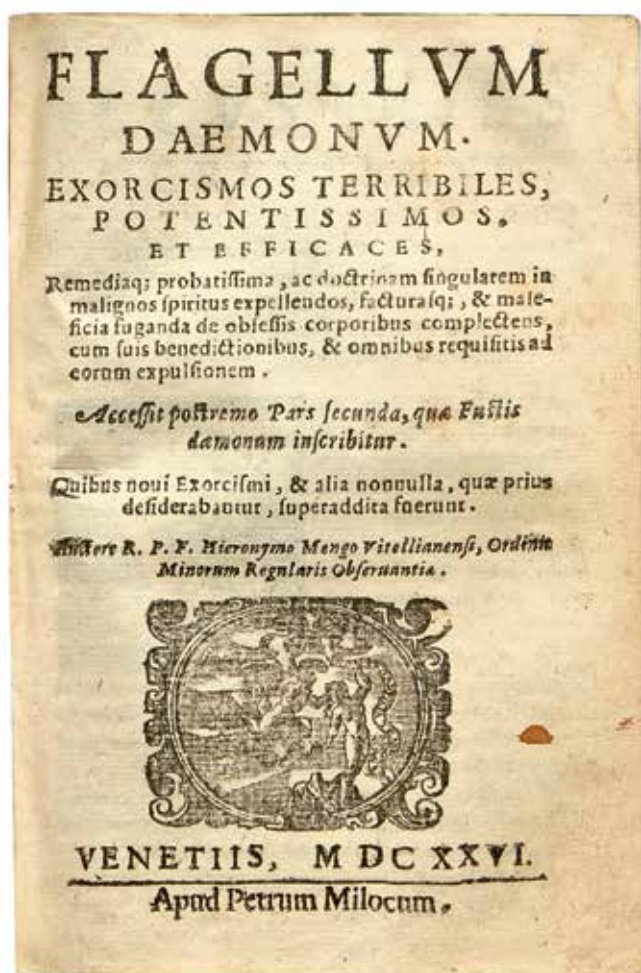 FLAGELLVM
DAEMONVM.
EXORCISMOS TERRIBILES,
POTENTISSIMOS,
ET EFFICACES,
Remediaq; probatiſſima, ac doctrinam ſingularem in
malignos ſpiritus expellendos, facturaſq;, & male-
ficia fuganda de obſeſſis corporibus complectens,
cum ſuis benedictionibus, & omnibus requiſitis ad
eorum expulſionem.
Acceſſit poſtremo Pars ſecunda, quæ Fuſtis
dæmonum inſcribitur.
Quibus noui Exorciſmi, & alia nonnulla, quæ prius
deſiderabantur, ſuperaddita fuerunt.
Auctore R. P. F. Hieronymo Mengo Vitellianenſi, Ordinis
Minorum Regularis Obſeruantiæ.
VENETIIS, M DC XXVI.
Apud Petrum Milocum.